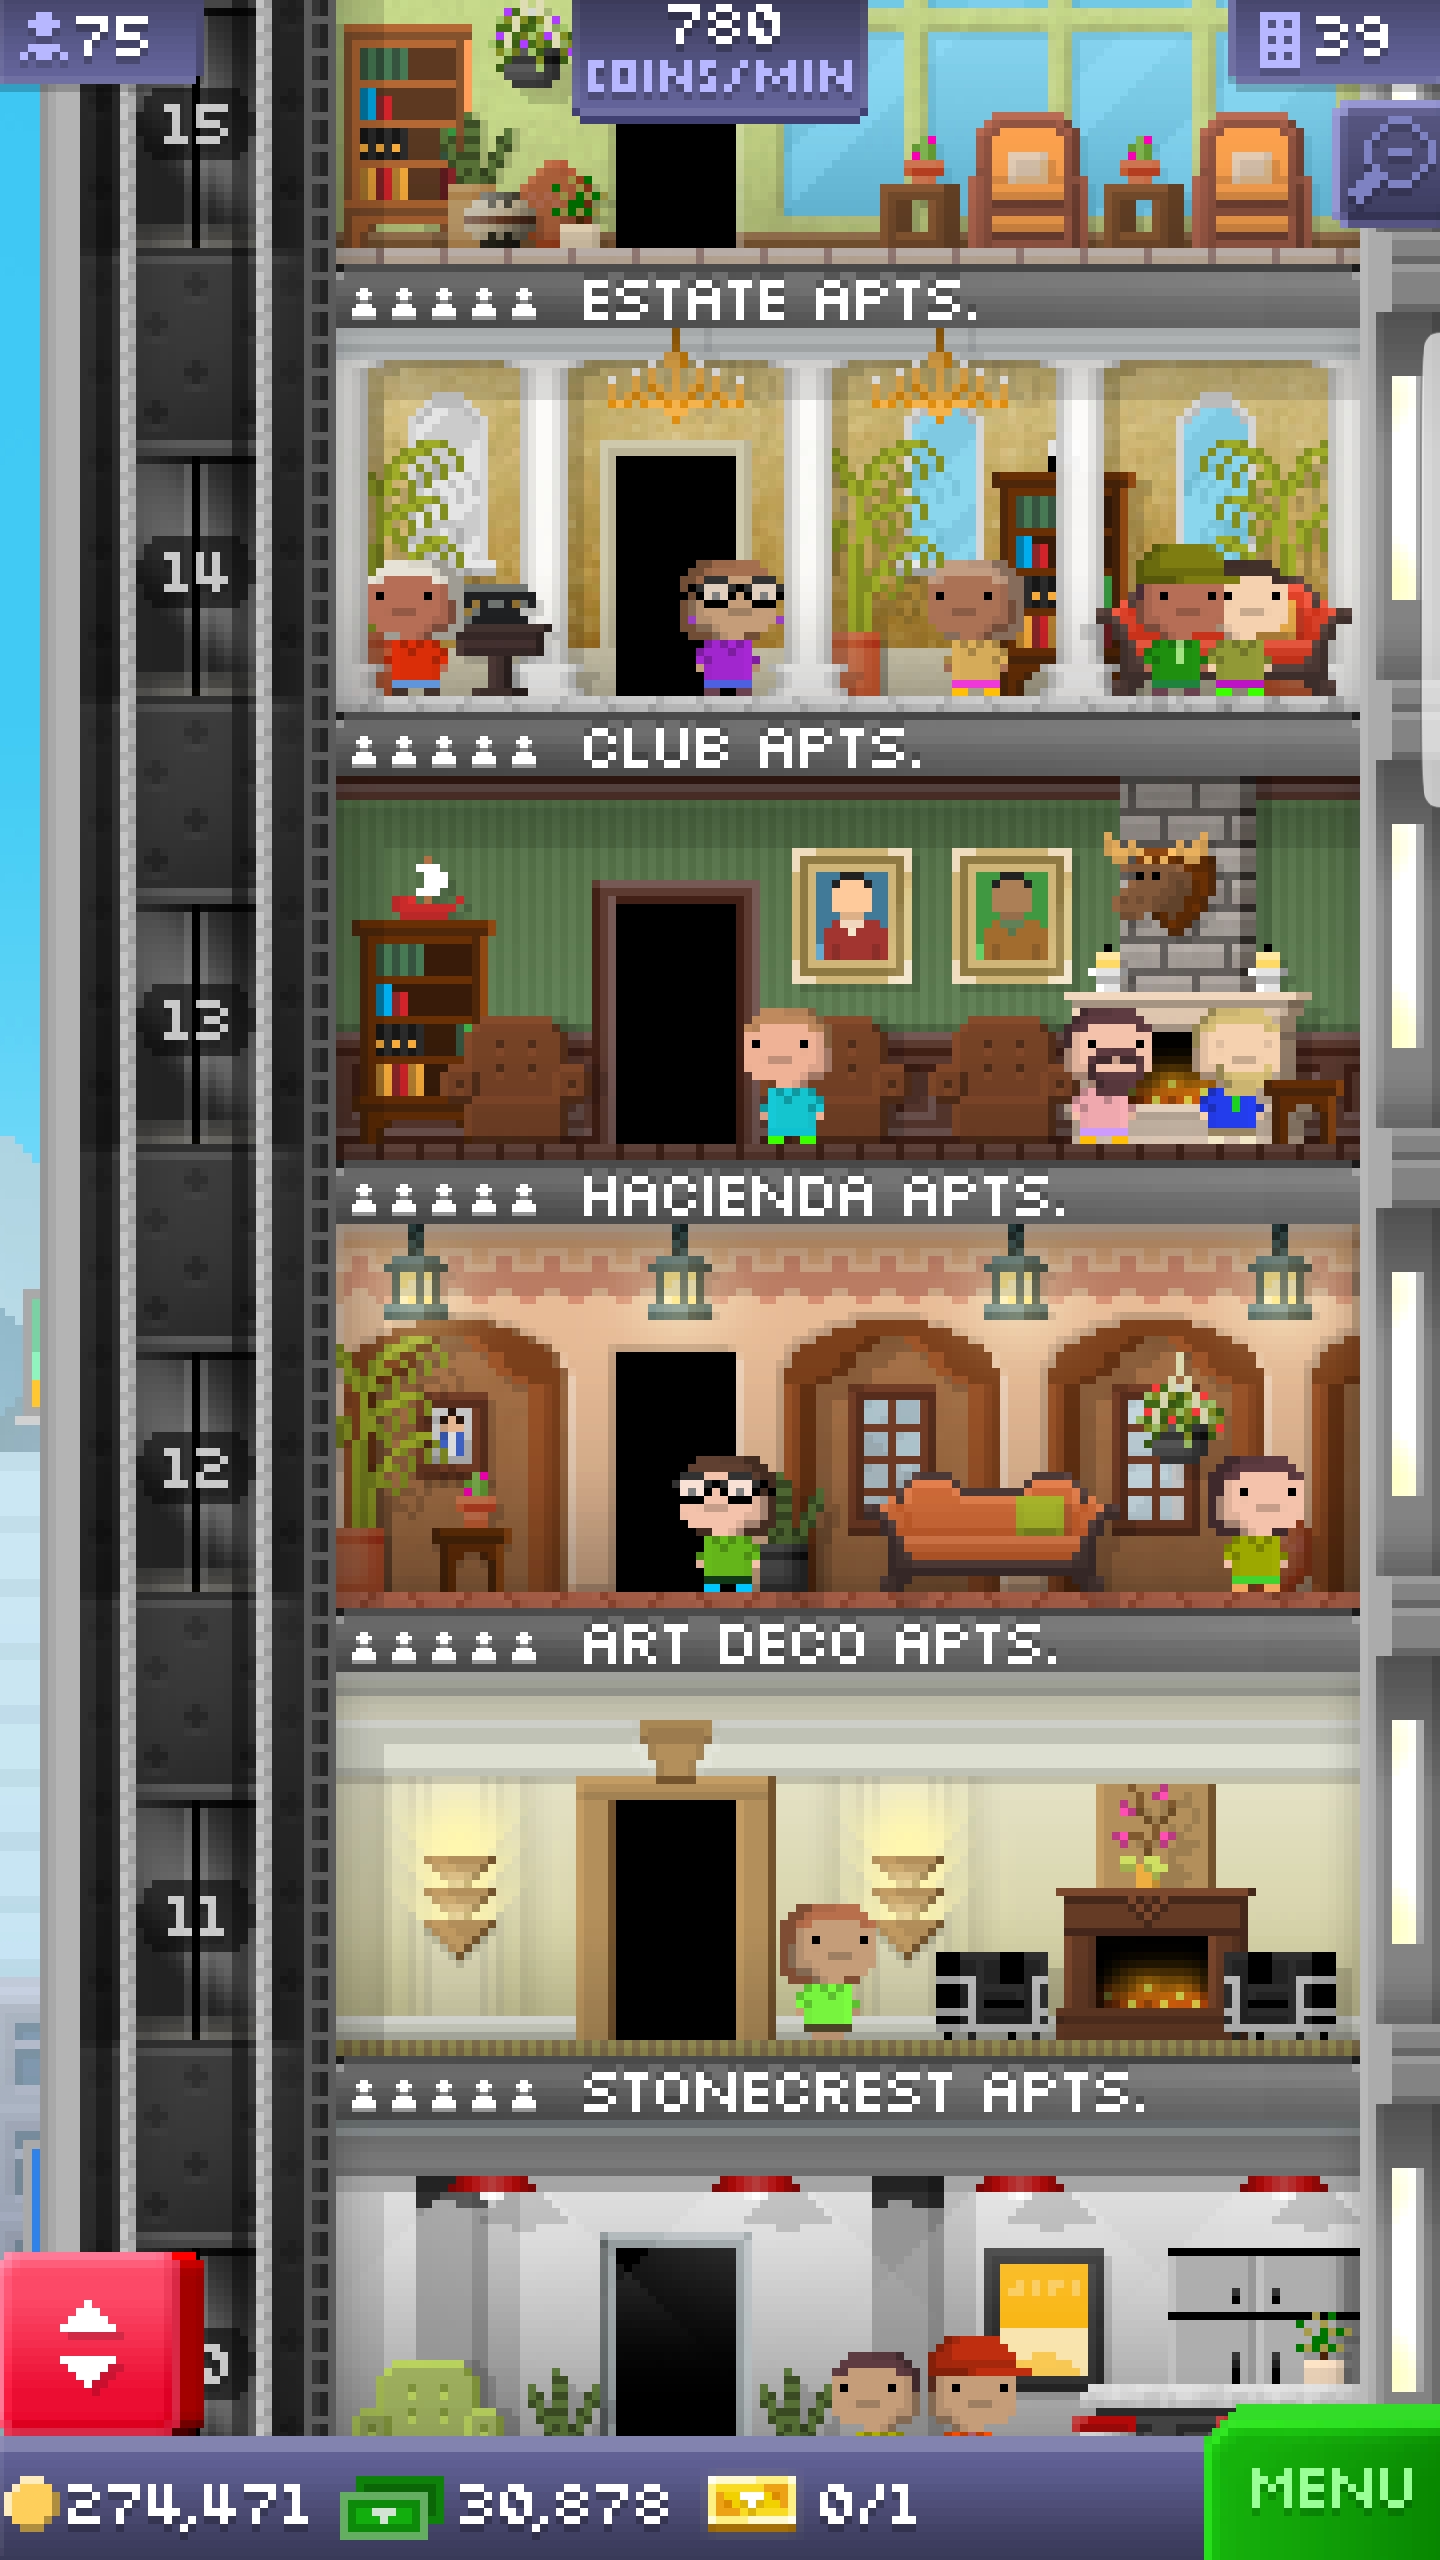 75
780
COINS/MIN
39
15
ESTATE APTS.
14
CLUB APTS.
13
HACIENDA APTS.
12
ART DECO APTS.
11
STONECREST APTS.
274,471
30,878
0/1
MENU